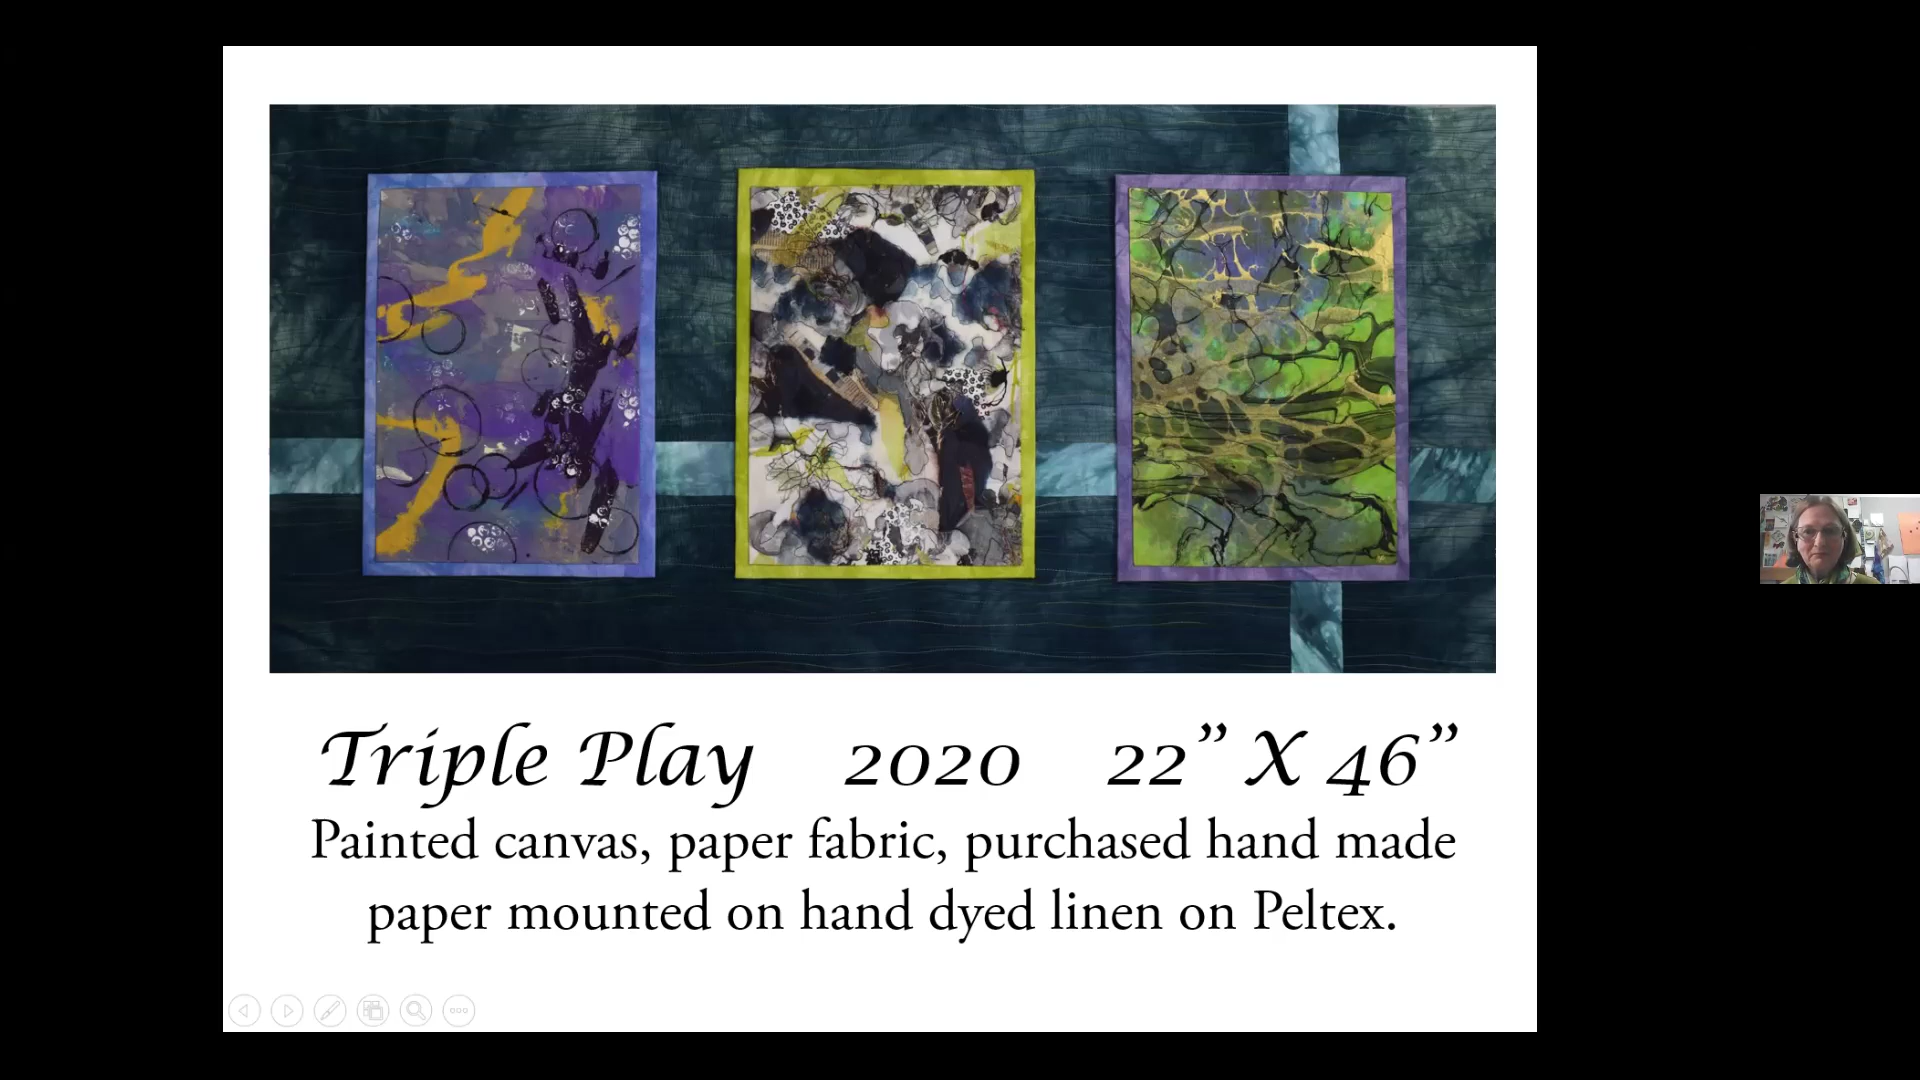 Triple Play 2020 22” X 46”
Painted canvas, paper fabric, purchased hand made
paper mounted on hand dyed linen on Peltex.